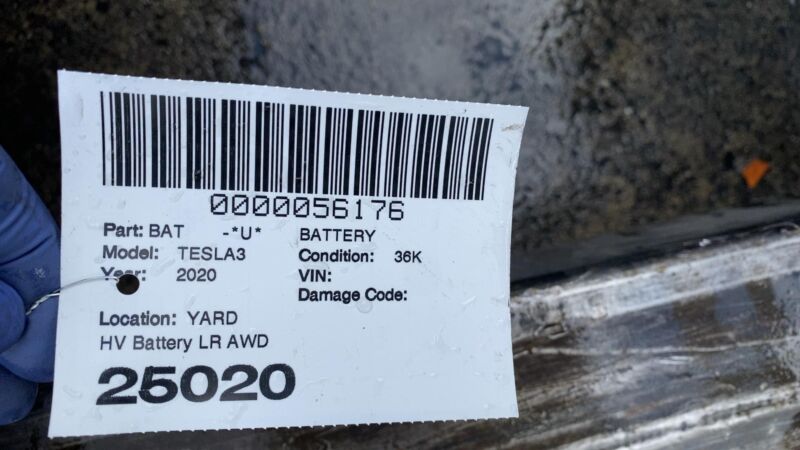 0000056176
Part: BAT -*U* BATTERY
Model: TESLA3 Condition: 36K
Year: 2020 VIN:
Damage Code:
Location: YARD
HV Battery LR AWD
25020